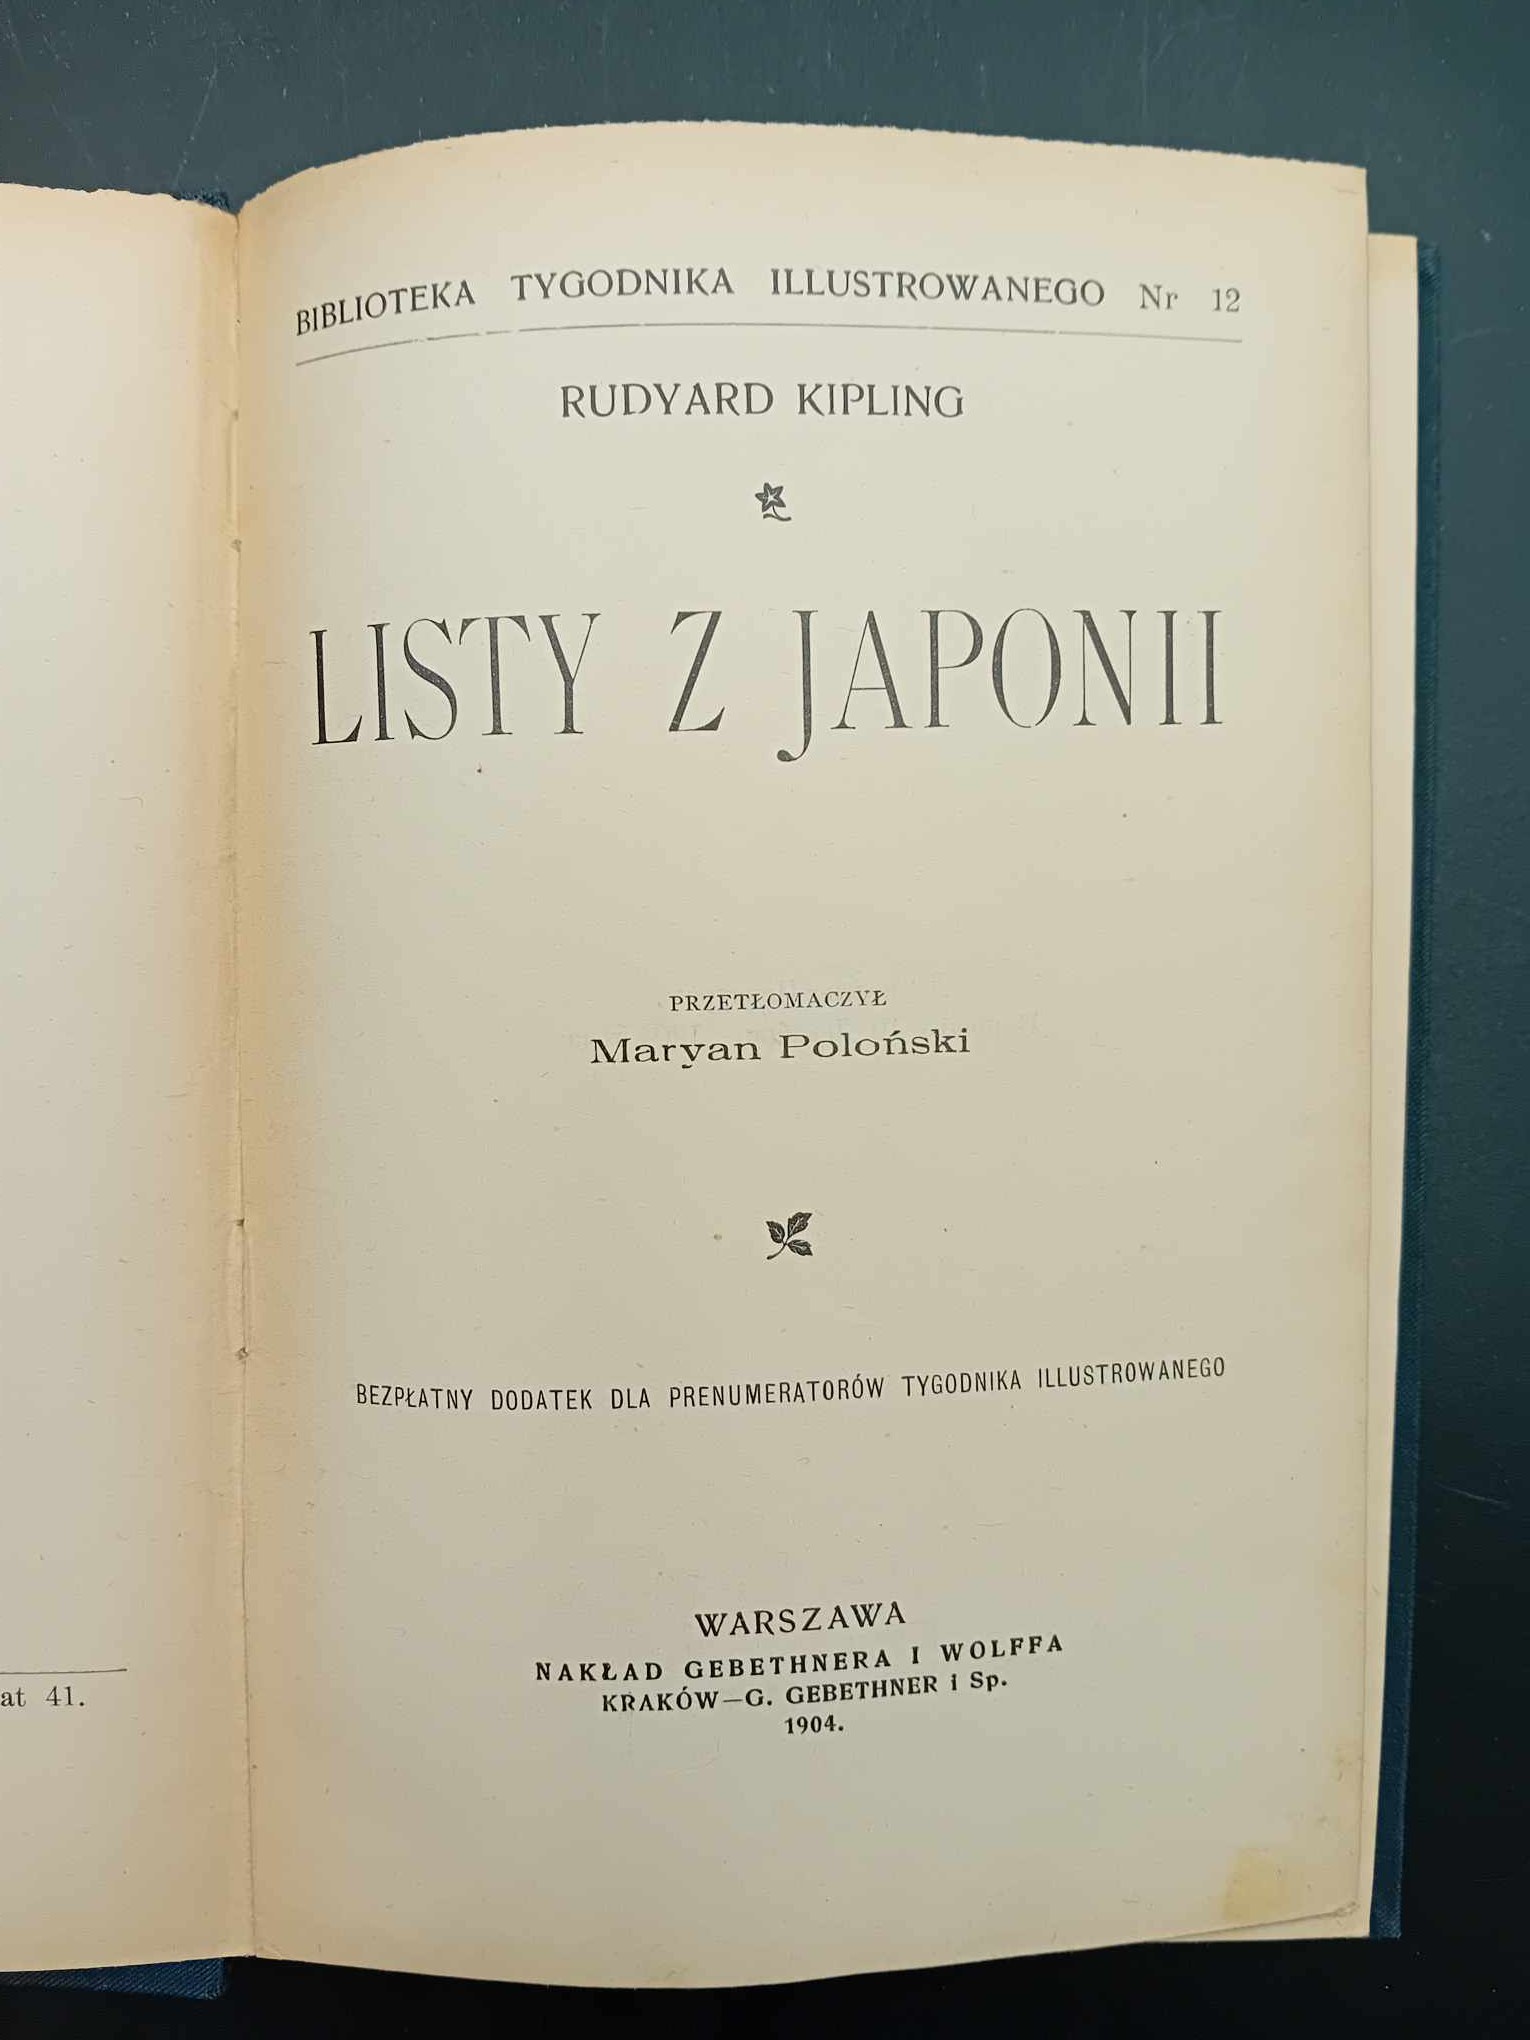 BIBLIOTEKA TYGODNIKA ILLUSTROWANEGO Nr 12
RUDYARD KIPLING
LISTY Z JAPONII
PRZETŁOMACZYŁ
Maryan Poloński
BEZPŁATNY DODATEK DLA PRENUMERATORÓW TYGODNIKA ILLUSTROWANEGO
WARSZAWA
NAKŁAD GEBETHNERA I WOLFFA
KRAKÓW—G. GEBETHNER i Sp.
1904.
at 41.